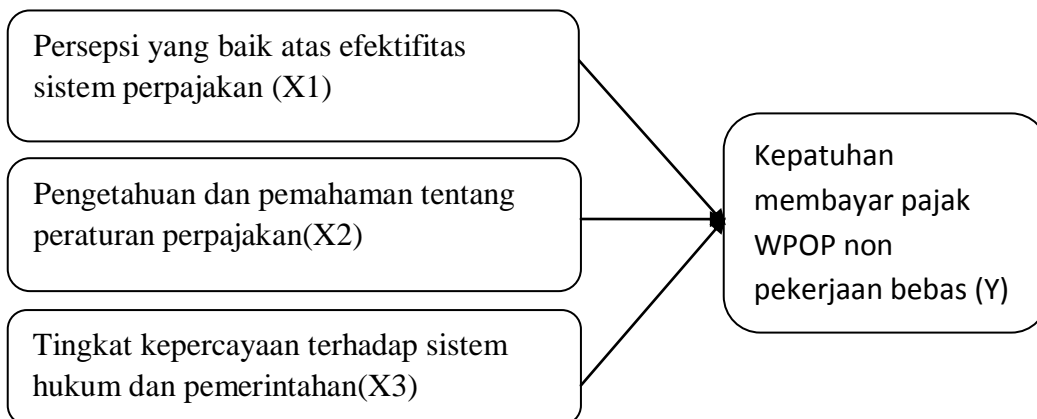 Persepsi yang baik atas efektifitas
sistem perpajakan (X1)
Pengetahuan dan pemahaman tentang
peraturan perpajakan(X2)
Tingkat kepercayaan terhadap sistem
hukum dan pemerintahan(X3)
Kepatuhan
membayar pajak
WPOP non
pekerjaan bebas (Y)